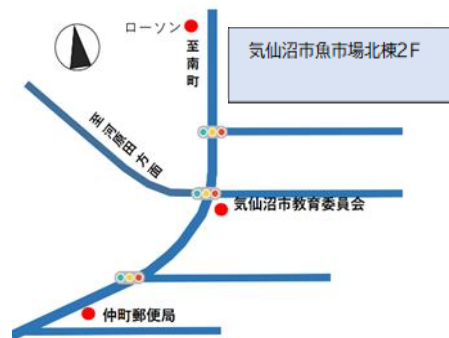 ローソン
至南町
気仙沼市魚市場北棟2F
至河原田方面
気仙沼市教育委員会
仲町郵便局